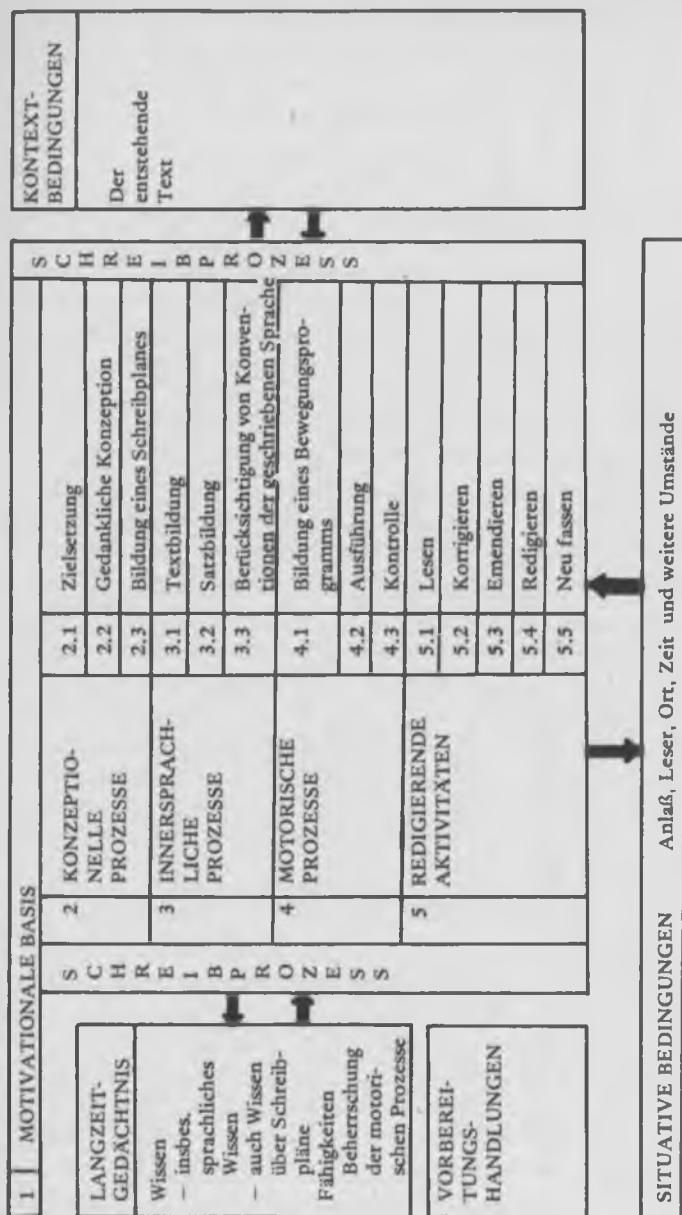 1 MOTIVATIONALE BASIS
LANGZEIT-
GEDÄCHTNIS
Wissen
– insbes.
sprachliches
Wissen
– auch Wissen
über Schreib-
pläne
Fähigkeiten
Beherrschung
der motori-
schen Prozesse
VORBEREI-
TUNGS-
HANDLUNGEN
SCHREIBPROZESS
2 KONZEPTIO-
NELLE
PROZESSE
2.1 Zielsetzung
2.2 Gedankliche Konzeption
2.3 Bildung eines Schreibplanes
3 INNERSPRACH-
LICHE
PROZESSE
3.1 Textbildung
3.2 Satzbildung
3.3 Berücksichtigung von Konven-
tionen der geschriebenen Sprache
4 MOTORISCHE
PROZESSE
4.1 Bildung eines Bewegungspro-
gramms
4.2 Ausführung
4.3 Kontrolle
5 REDIGIERENDE
AKTIVITÄTEN
5.1 Lesen
5.2 Korrigieren
5.3 Emendieren
5.4 Redigieren
5.5 Neu fassen
SCHREIBPROZESS
KONTEXT-
BEDINGUNGEN
Der
entstehende
Text
SITUATIVE BEDINGUNGEN Anlaß, Leser, Ort, Zeit und weitere Umstände